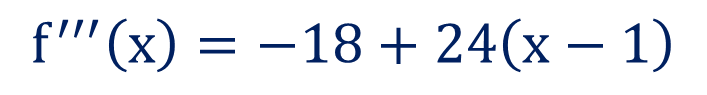 f′′′(x) = −18 + 24(x − 1)